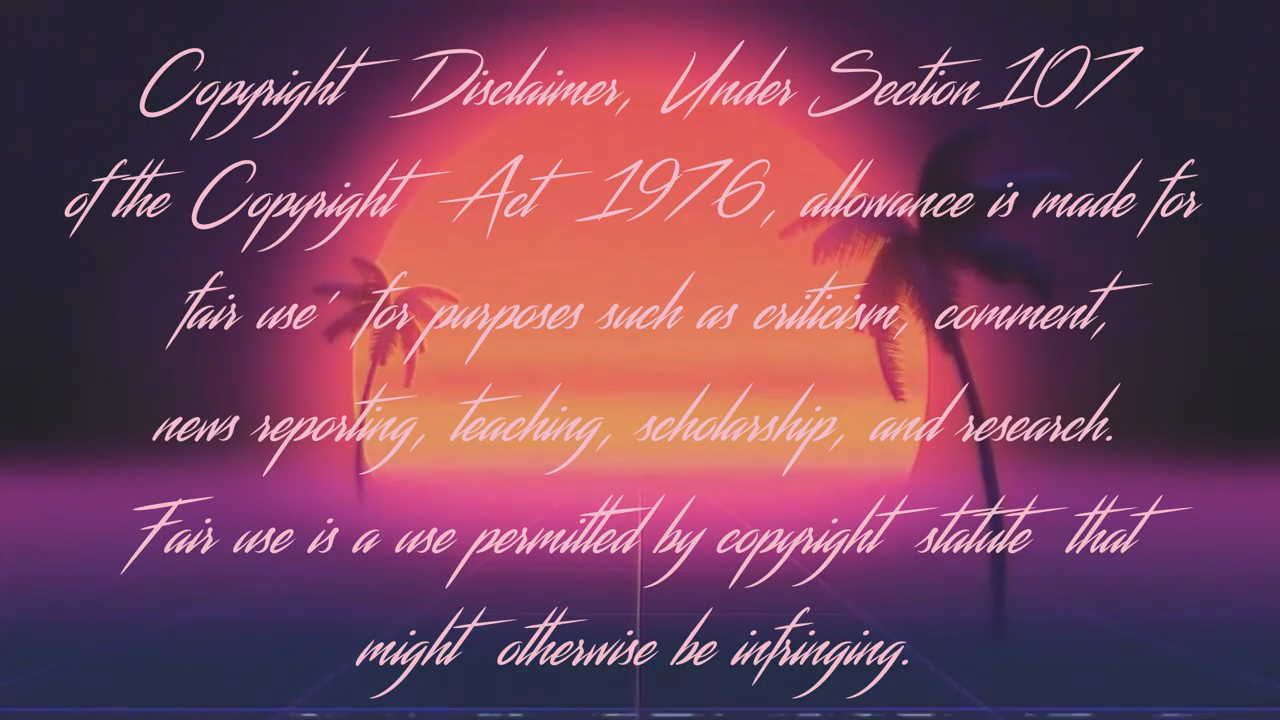 Copyright Disclaimer, Under Section 107
of the Copyright Act 1976, allowance is made for
'fair use' for purposes such as criticism, comment,
news reporting, teaching, scholarship, and research.
Fair use is a use permitted by copyright statute that
might otherwise be infringing.